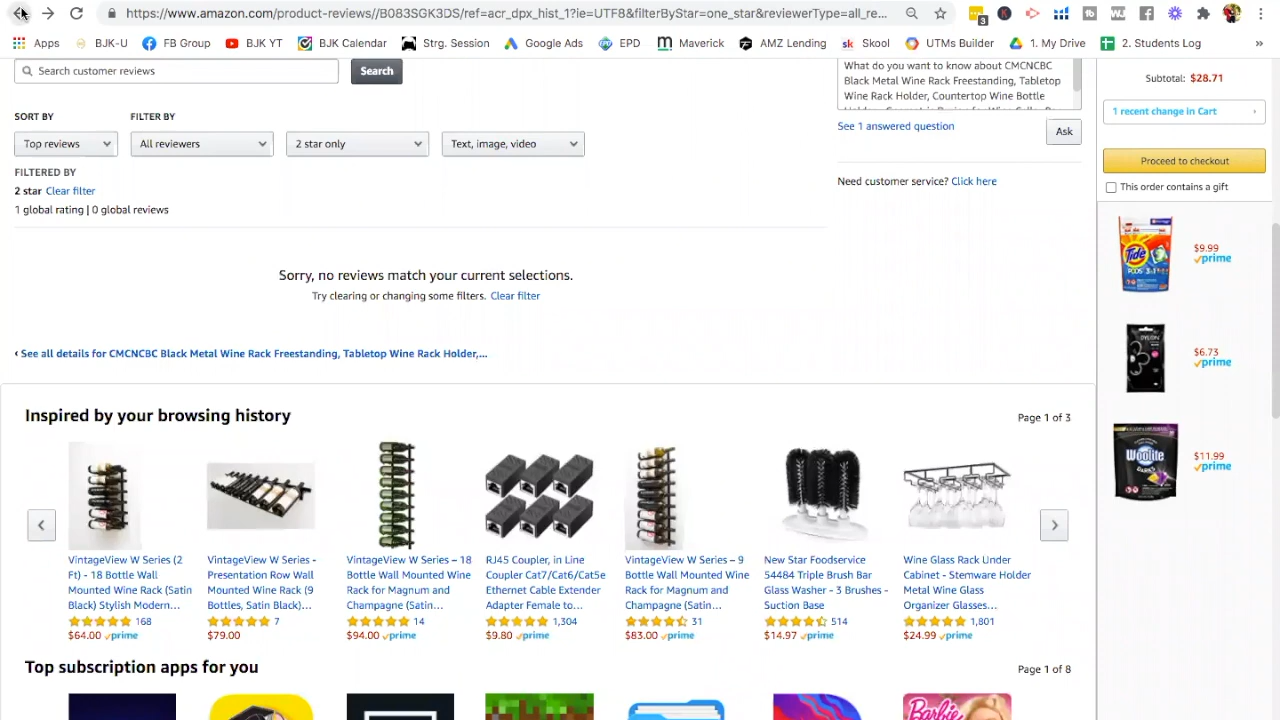 https://www.amazon.com/product-reviews//B083SGK3DS/ref=acr_dpx_hist_1?ie=UTF8&filterByStar=one_star&reviewerType=all_re...
3
Apps
BJK-U
FB Group
BJK YT
BJK Calendar
Strg. Session
Google Ads
EPD
Maverick
AMZ Lending
sk Skool
UTMs Builder
1. My Drive
2. Students Log
»
Search customer reviews
Search
What do you want to know about CMCNCBC
Black Metal Wine Rack Freestanding, Tabletop
Wine Rack Holder, Countertop Wine Bottle
See 1 answered question
Ask
Need customer service? Click here
SORT BY
FILTER BY
Top reviews
All reviewers
2 star only
Text, image, video
FILTERED BY
2 star Clear filter
1 global rating | 0 global reviews
Sorry, no reviews match your current selections.
Try clearing or changing some filters. Clear filter
‹ See all details for CMCNCBC Black Metal Wine Rack Freestanding, Tabletop Wine Rack Holder,...
Subtotal: $28.71
1 recent change in Cart
Proceed to checkout
This order contains a gift
Tide
PODS 3in1
$9.99
prime
DYLON
$6.73
prime
Woolite
$11.99
prime
Inspired by your browsing history
Page 1 of 3
VintageView W Series (2
Ft) - 18 Bottle Wall
Mounted Wine Rack (Satin
Black) Stylish Modern...
168
$64.00 prime
VintageView W Series -
Presentation Row Wall
Mounted Wine Rack (9
Bottles, Satin Black)...
7
$79.00
VintageView W Series – 18
Bottle Wall Mounted Wine
Rack for Magnum and
Champagne (Satin...
14
$94.00 prime
RJ45 Coupler, in Line
Coupler Cat7/Cat6/Cat5e
Ethernet Cable Extender
Adapter Female to...
1,304
$9.80 prime
VintageView W Series – 9
Bottle Wall Mounted Wine
Rack for Magnum and
Champagne (Satin...
31
$83.00 prime
New Star Foodservice
54484 Triple Brush Bar
Glass Washer - 3 Brushes -
Suction Base
514
$14.97 prime
Wine Glass Rack Under
Cabinet - Stemware Holder
Metal Wine Glass
Organizer Glasses...
1,801
$24.99 prime
Top subscription apps for you
Page 1 of 8
Barbie